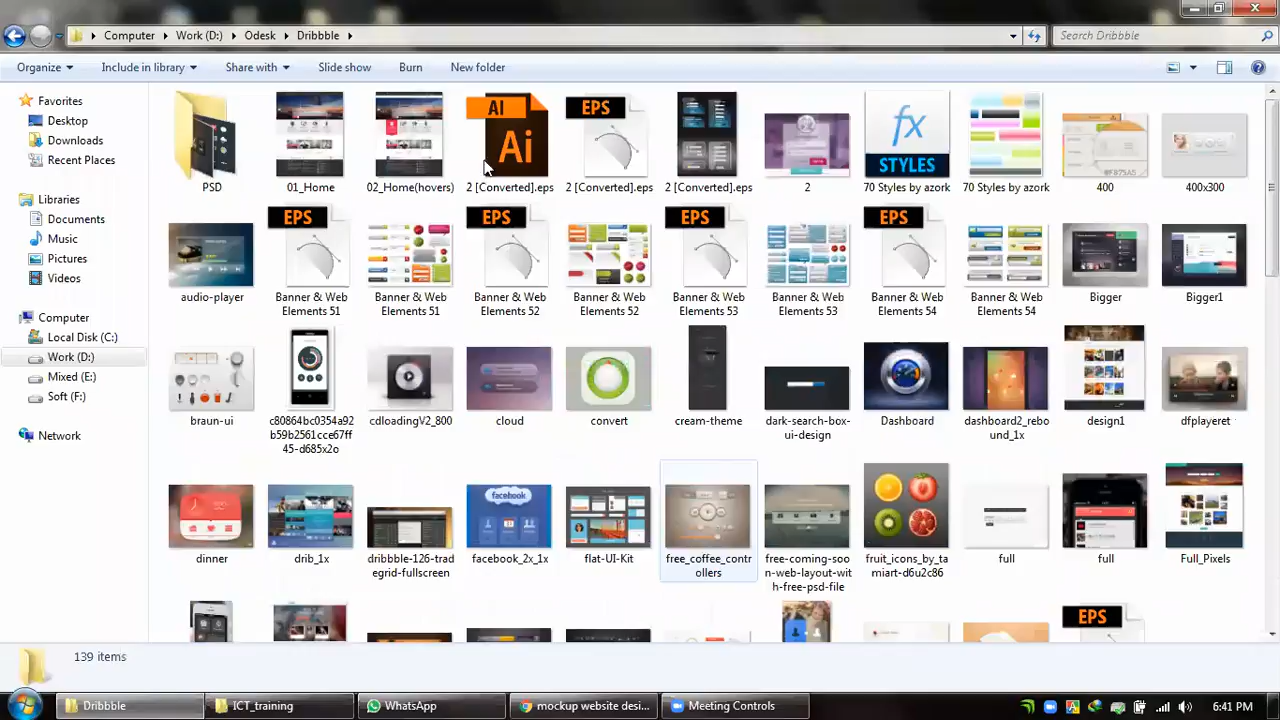 Computer ▸ Work (D:) ▸ Odesk ▸ Dribbble ▸
Search Dribbble
Organize Include in library Share with Slide show Burn New folder
Favorites
Desktop
Downloads
Recent Places
Libraries
Documents
Music
Pictures
Videos
Computer
Local Disk (C:)
Work (D:)
Mixed (E:)
Soft (F:)
Network
AI
Ai
EPS
fx
STYLES
#F875A5
PSD
01_Home
02_Home(hovers)
2 [Converted].eps
2 [Converted].eps
2 [Converted].eps
2
70 Styles by azork
70 Styles by azork
400
400x300
EPS
EPS
EPS
EPS
audio-player
Banner & Web
Elements 51
Banner & Web
Elements 51
Banner & Web
Elements 52
Banner & Web
Elements 52
Banner & Web
Elements 53
Banner & Web
Elements 53
Banner & Web
Elements 54
Banner & Web
Elements 54
Bigger
Bigger1
braun-ui
c80864bc0354a92
b59b2561cce67ff
45-d685x2o
cdloadingV2_800
cloud
convert
cream-theme
dark-search-box-
ui-design
Dashboard
dashboard2_rebo
und_1x
design1
dfplayeret
facebook
dinner
drib_1x
dribbble-126-trad
egrid-fullscreen
facebook_2x_1x
flat-UI-Kit
free_coffee_contr
ollers
free-coming-soo
n-web-layout-wit
h-free-psd-file
fruit_icons_by_ta
miart-d6u2c86
full
full
Full_Pixels
EPS
139 items
Dribbble
ICT_training
WhatsApp
mockup website desi...
Meeting Controls
6:41 PM